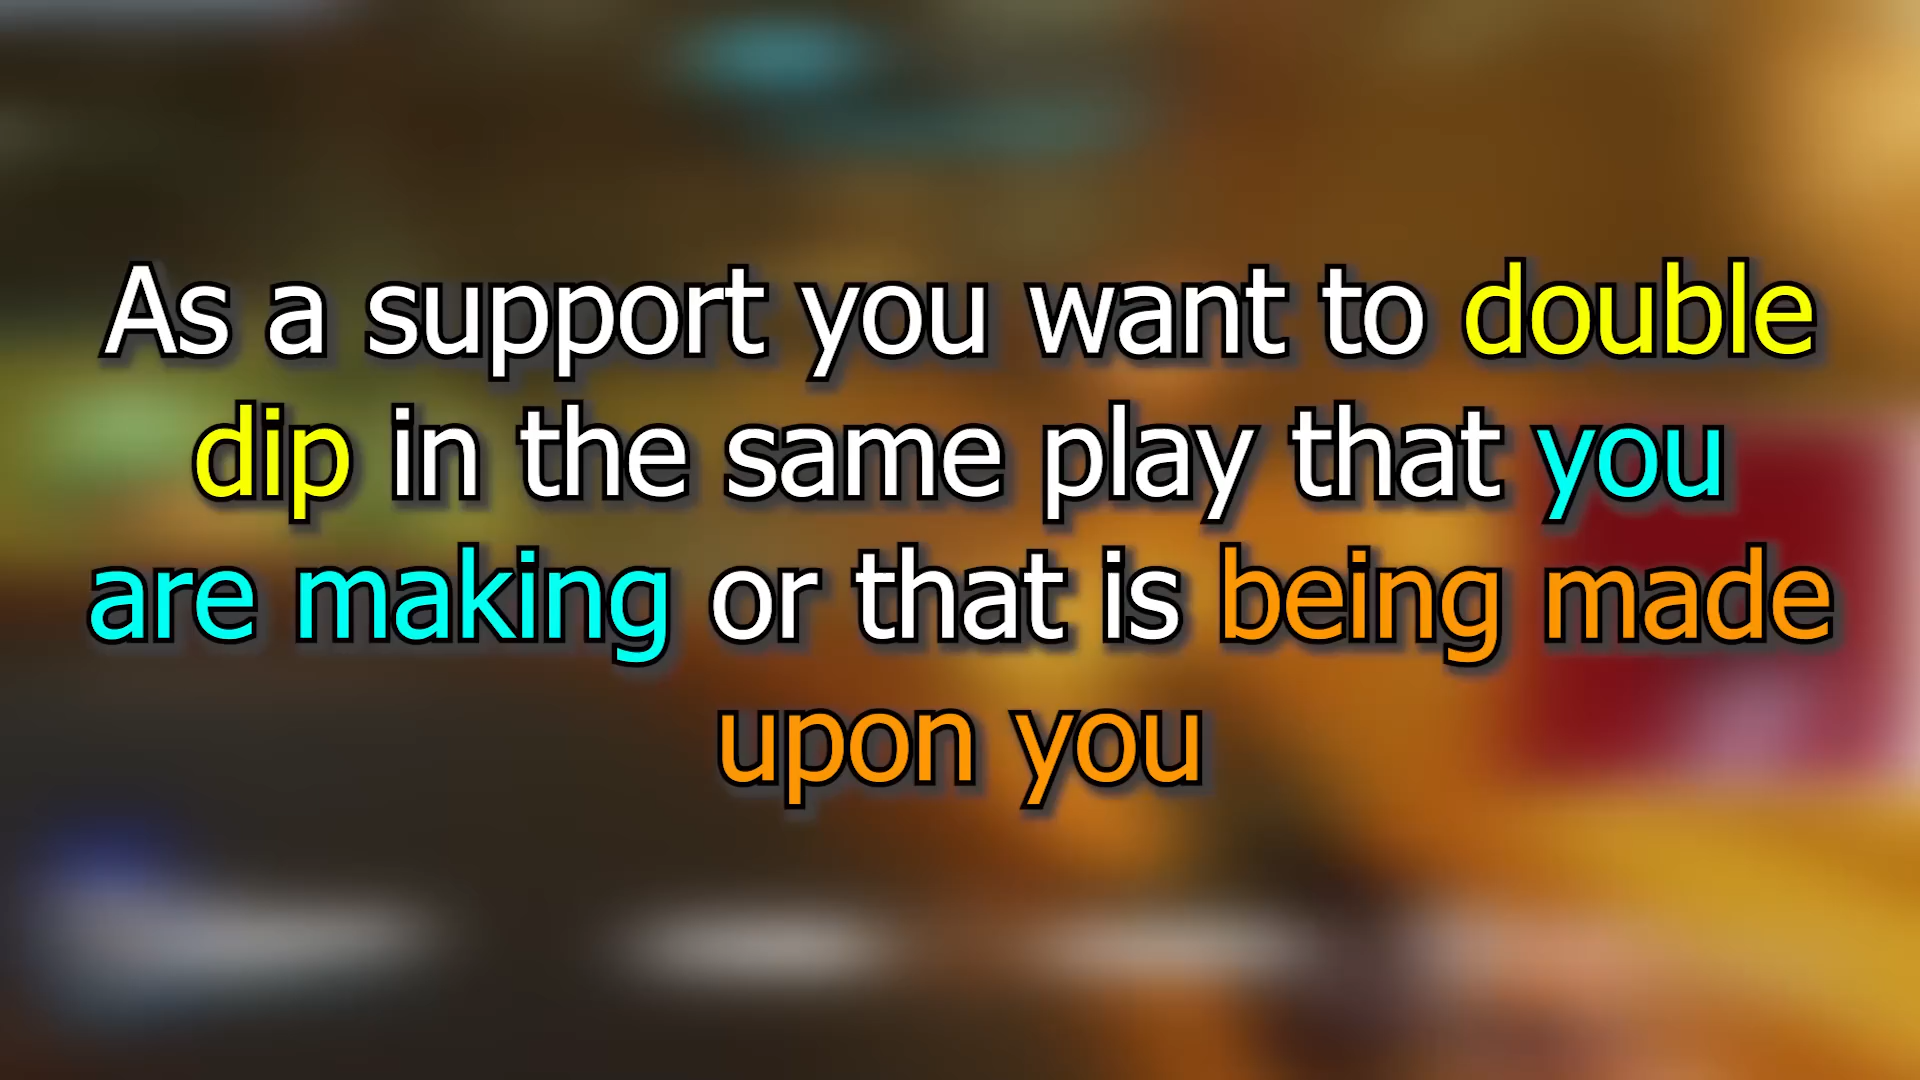 As a support you want to double
dip in the same play that you
are making or that is being made
upon you